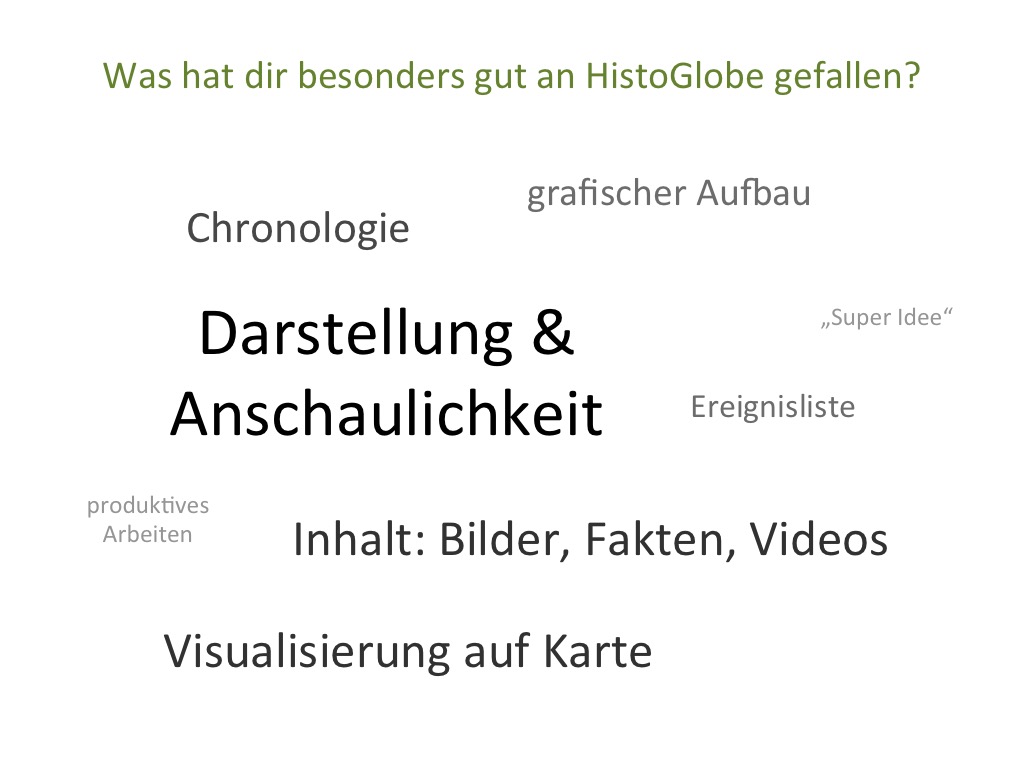 Was hat dir besonders gut an HistoGlobe gefallen?
grafischer Aufbau
Chronologie
Darstellung &
Anschaulichkeit
„Super Idee“
Ereignisliste
produktives
Arbeiten
Inhalt: Bilder, Fakten, Videos
Visualisierung auf Karte